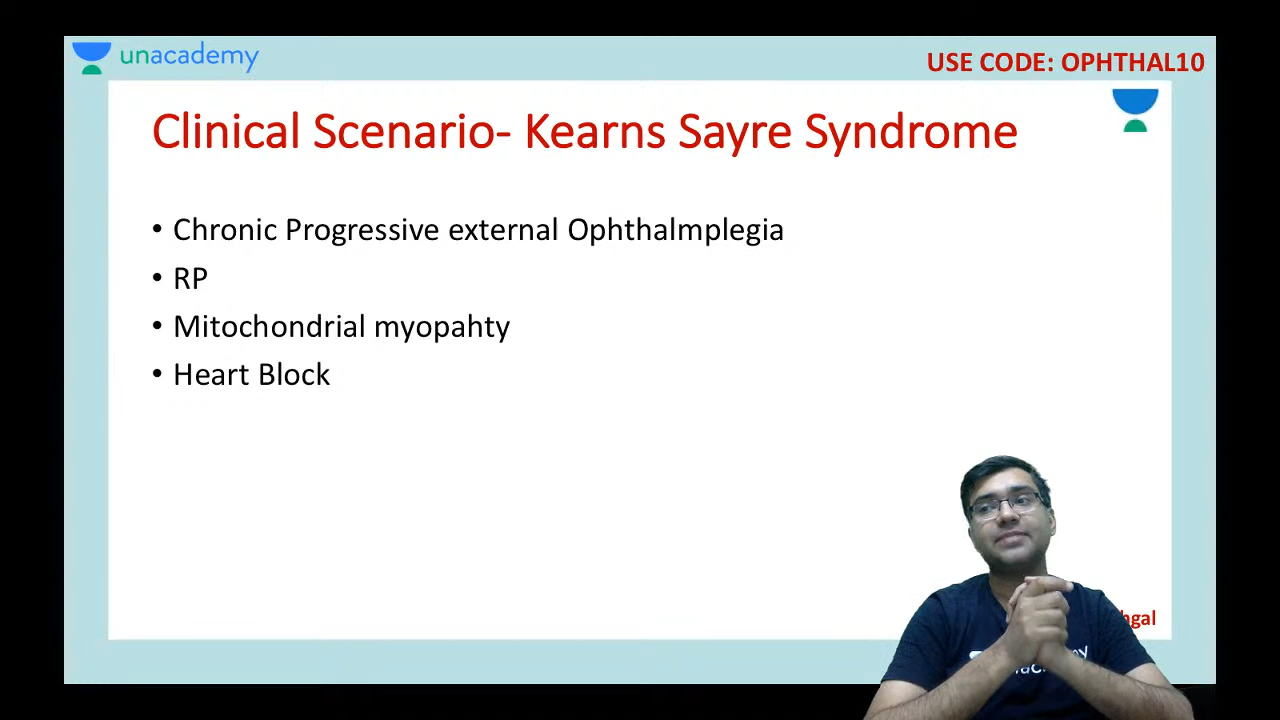 unacademy
USE CODE: OPHTHAL10
Clinical Scenario- Kearns Sayre Syndrome
• Chronic Progressive external Ophthalmplegia
• RP
• Mitochondrial myopahty
• Heart Block